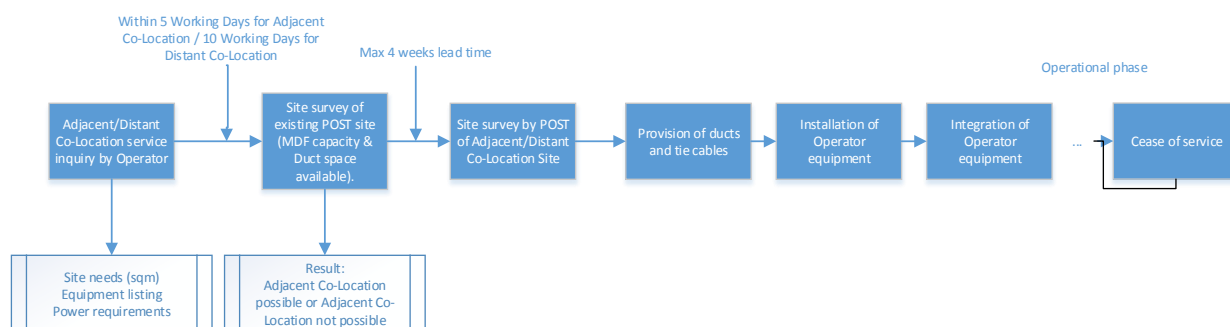 Within 5 Working Days for Adjacent
Co-Location / 10 Working Days for
Distant Co-Location
Max 4 weeks lead time
Operational phase
Adjacent/Distant
Co-Location service
inquiry by Operator
Site survey of
existing POST site
(MDF capacity &
Duct space
available).
Site survey by POST
of Adjacent/Distant
Co-Location Site
Provision of ducts
and tie cables
Installation of
Operator
equipment
Integration of
Operator
equipment
...
Cease of service
Site needs (sqm)
Equipment listing
Power requirements
Result:
Adjacent Co-Location
possible or Adjacent Co-
Location not possible